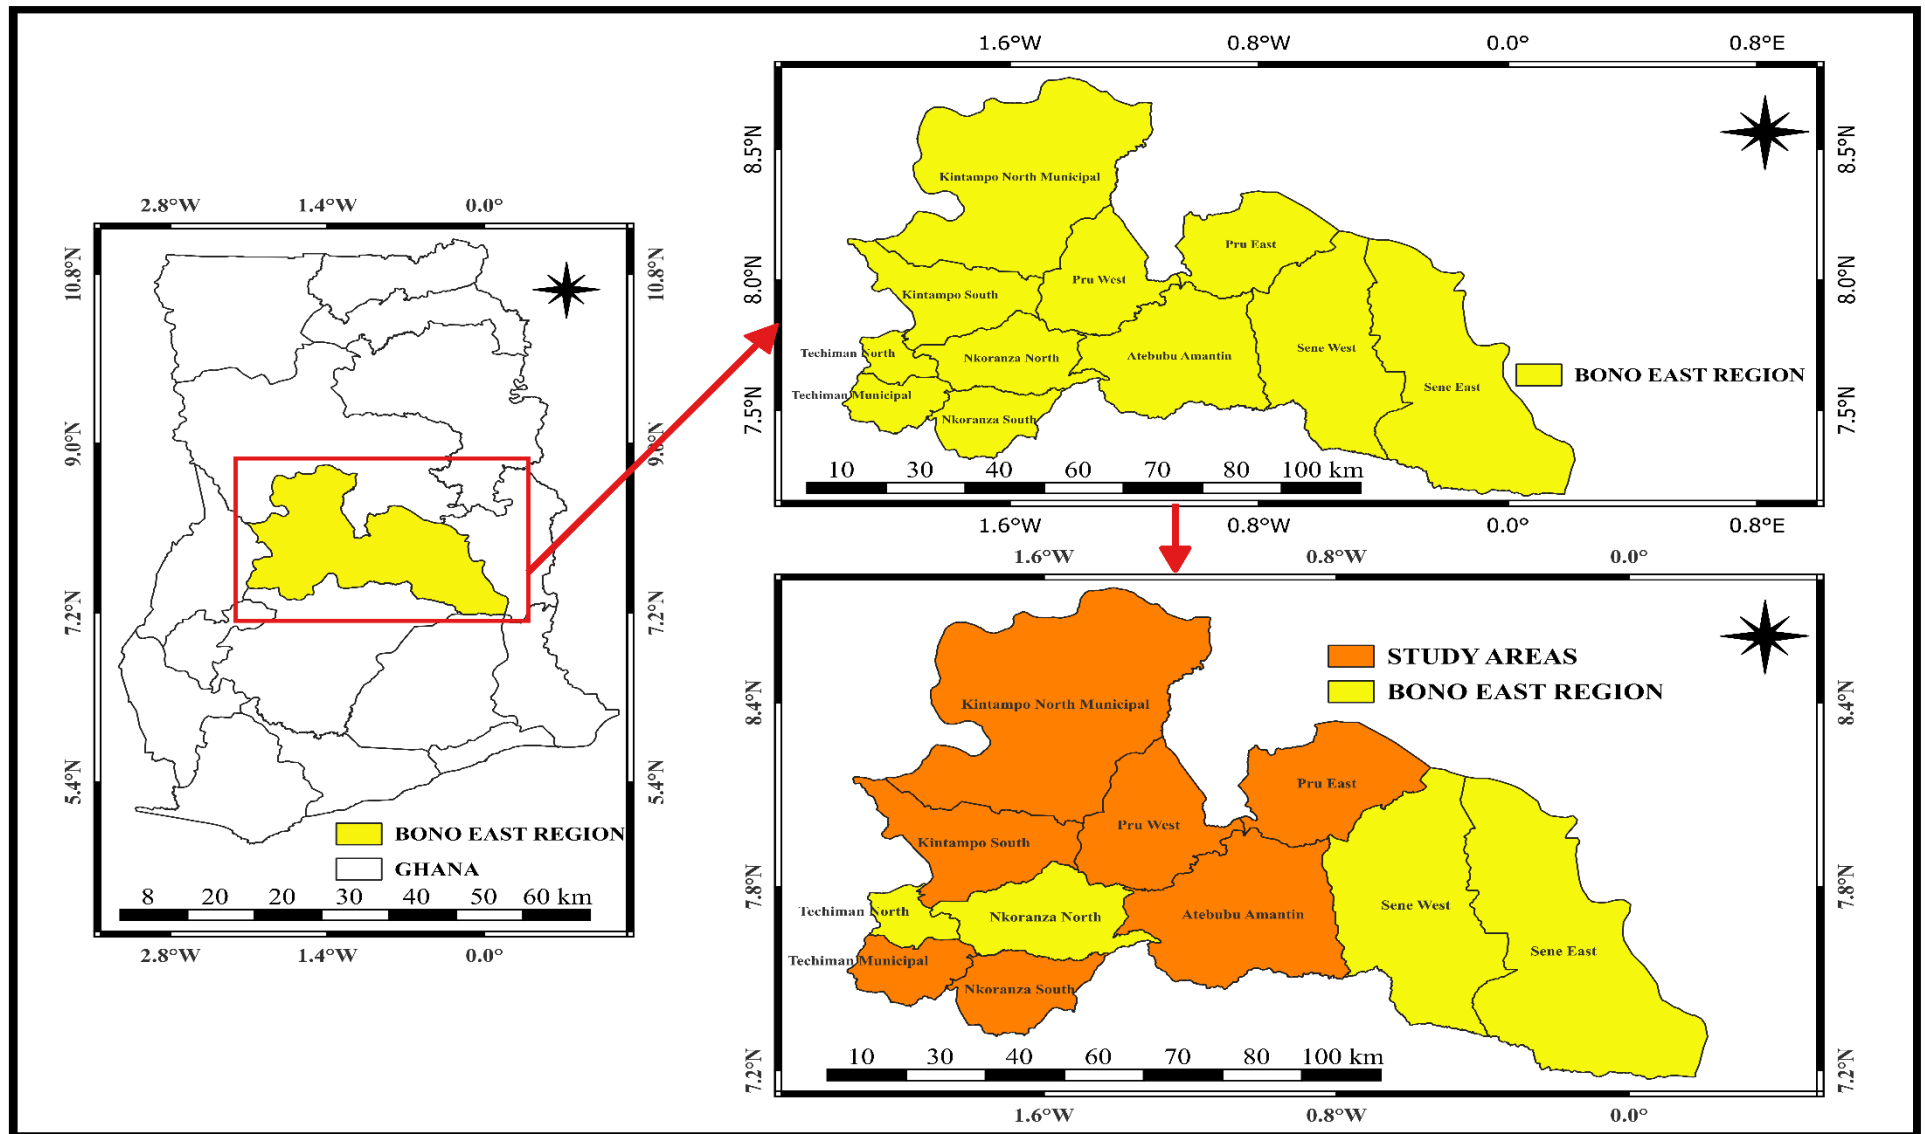 2.8°W 1.4°W 0.0°
10.8°N 10.8°N
9.0°N 9.0°N
7.2°N 7.2°N
5.4°N 5.4°N
BONO EAST REGION
GHANA
8 20 20 30 40 50 60 km
2.8°W 1.4°W 0.0°
1.6°W 0.8°W 0.0° 0.8°E
8.5°N 8.5°N
Kintampo North Municipal
Pru East
8.0°N 8.0°N
Pru West
Kintampo South
Techiman North
Nkoranza North
Atebubu Amantin
Sene West
BONO EAST REGION
Sene East
Techiman Municipal
7.5°N 7.5°N
Nkoranza South
10 30 40 60 70 80 100 km
1.6°W 0.8°W 0.0° 0.8°E
1.6°W 0.8°W 0.0°
STUDY AREAS
BONO EAST REGION
8.4°N 8.4°N
Kintampo North Municipal
Pru East
Pru West
Kintampo South
7.8°N 7.8°N
Techiman North
Nkoranza North
Atebubu Amantin
Sene West
Sene East
Techiman Municipal
Nkoranza South
10 30 40 60 70 80 100 km
7.2°N 7.2°N
1.6°W 0.8°W 0.0°